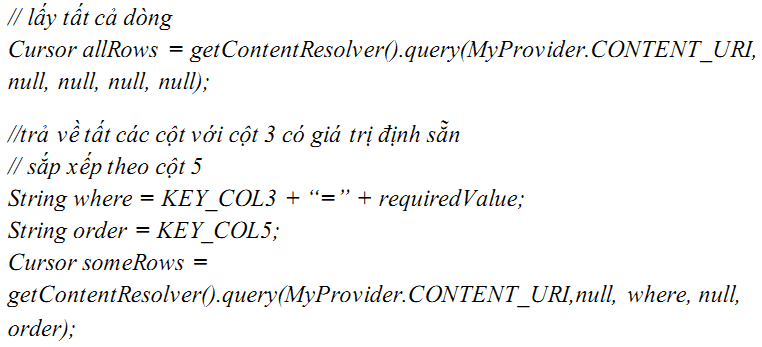 // lấy tất cả dòng
Cursor allRows = getContentResolver().query(MyProvider.CONTENT_URI,
null, null, null, null);
//trả về tất các cột với cột 3 có giá trị định sẵn
// sắp xếp theo cột 5
String where = KEY_COL3 + “=” + requiredValue;
String order = KEY_COL5;
Cursor someRows =
getContentResolver().query(MyProvider.CONTENT_URI,null, where, null,
order);